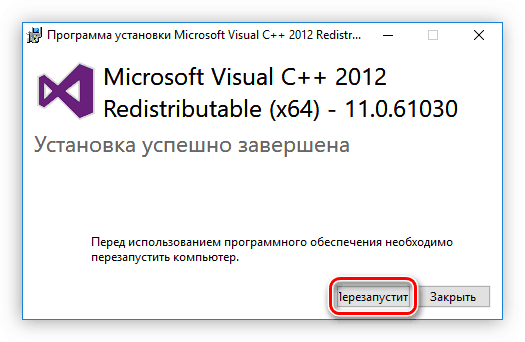 Программа установки Microsoft Visual C++ 2012 Redistr...
Microsoft Visual C++ 2012
Redistributable (x64) - 11.0.61030
Установка успешно завершена
Перед использованием программного обеспечения необходимо
перезапустить компьютер.
Перезапустит Закрыть